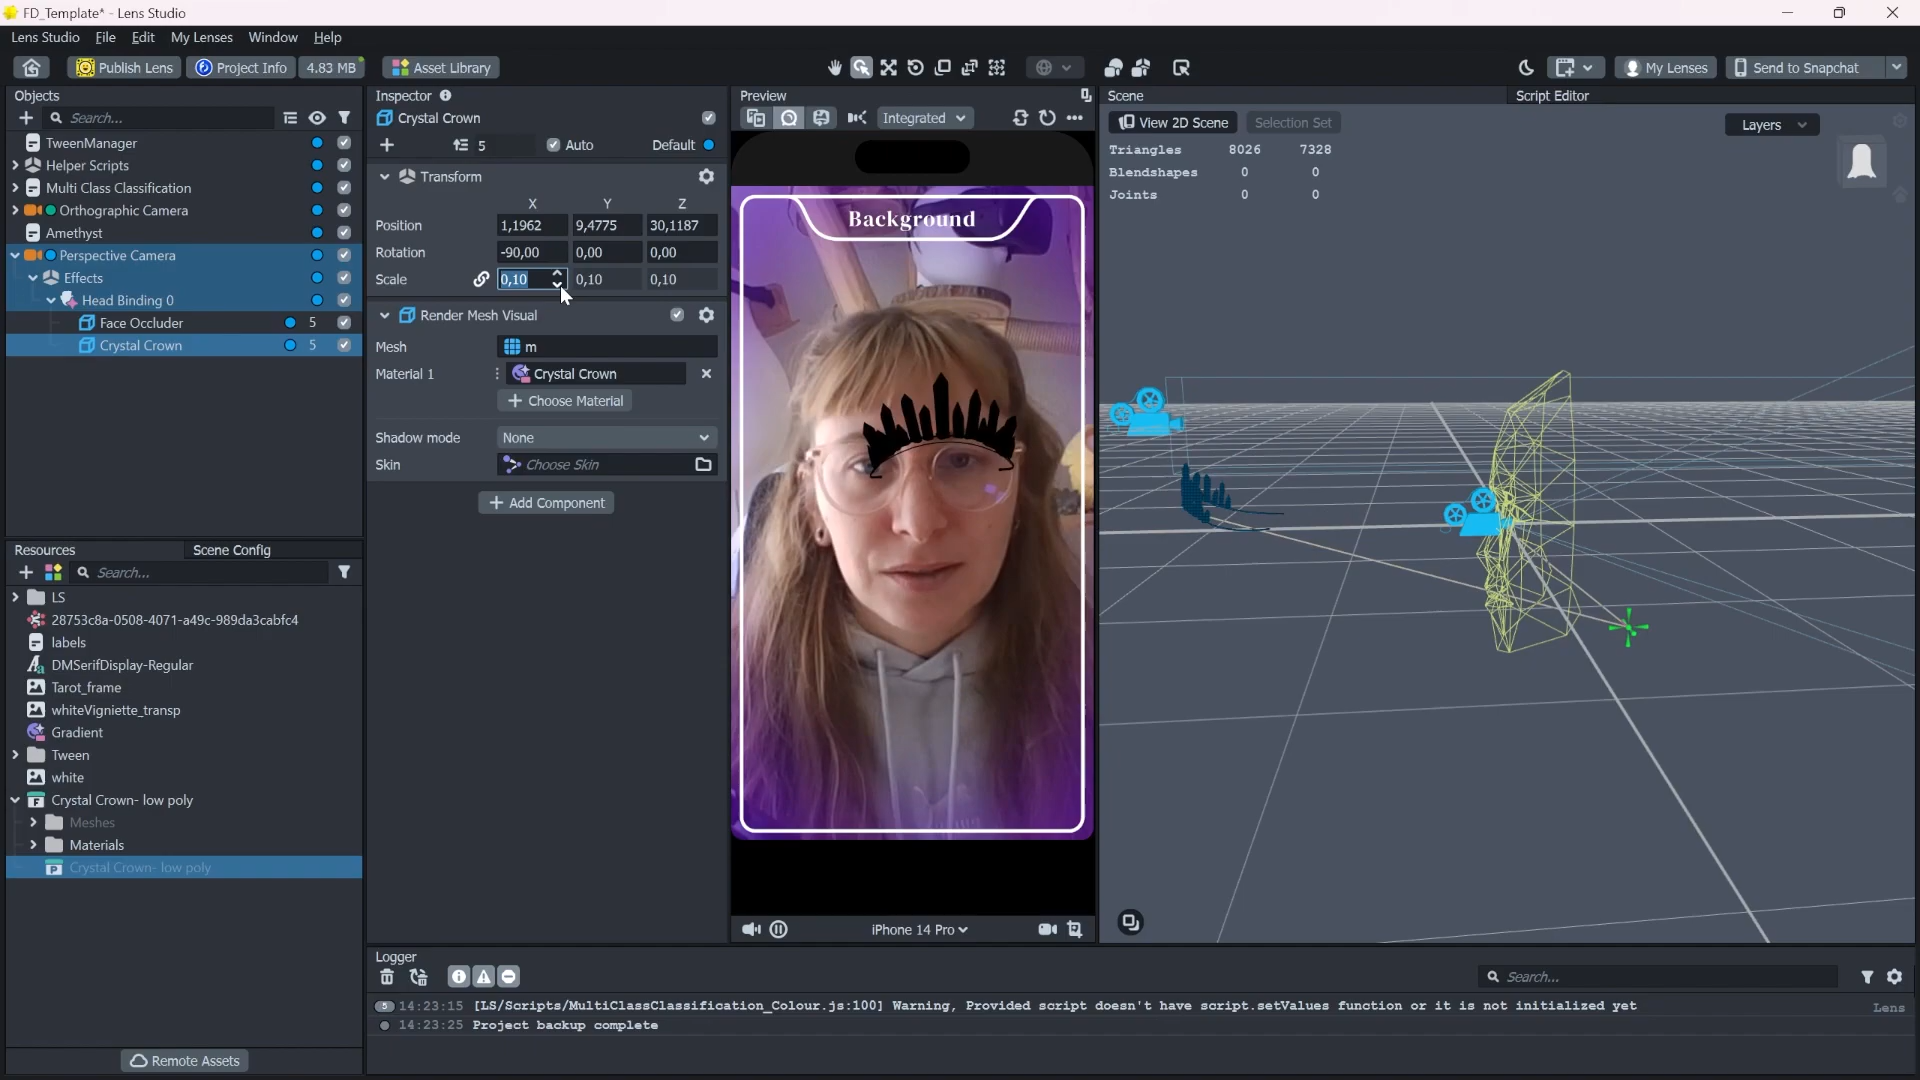 FD_Template* - Lens Studio
Lens Studio File Edit My Lenses Window Help
Publish Lens Project Info 4.83 MB Asset Library My Lenses Send to Snapchat
Objects
Search...
TweenManager
Helper Scripts
Multi Class Classification
Orthographic Camera
Amethyst
Perspective Camera
Effects
Head Binding 0
Face Occluder 5
Crystal Crown 5
Resources Scene Config
Search...
LS
28753c8a-0508-4071-a49c-989da3cabfc4
labels
DMSerifDisplay-Regular
Tarot_frame
whiteVigniette_transp
Gradient
Tween
white
Crystal Crown- low poly
Meshes
Materials
Crystal Crown- low poly
Remote Assets
Inspector
Crystal Crown
5 Auto Default
Transform
X Y Z
Position 1,1962 9,4775 30,1187
Rotation -90,00 0,00 0,00
Scale 0,10 0,10 0,10
Render Mesh Visual
Mesh m
Material 1 Crystal Crown
Choose Material
Shadow mode None
Skin Choose Skin
Add Component
Preview
Integrated
Background
iPhone 14 Pro
Scene Script Editor
View 2D Scene Selection Set Layers
Triangles 8026 7328
Blendshapes 0 0
Joints 0 0
Logger
Search...
5 14:23:15 [LS/Scripts/MultiClassClassification_Colour.js:100] Warning, Provided script doesn't have script.setValues function or it is not initialized yet Lens
14:23:25 Project backup complete